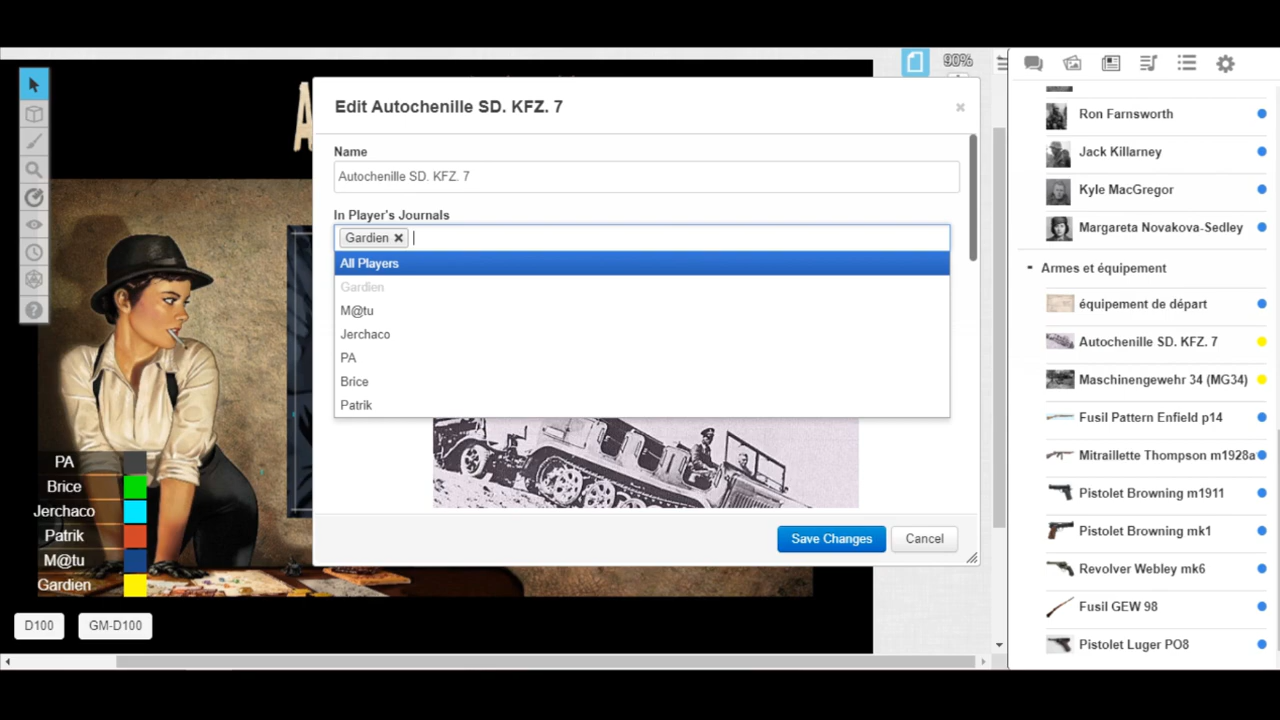 90%
A
Edit Autochenille SD. KFZ. 7
×
Name
Autochenille SD. KFZ. 7
In Player's Journals
Gardien ✖
All Players
Gardien
M@tu
Jerchaco
PA
Brice
Patrik
Save Changes
Cancel
PA
Brice
Jerchaco
Patrik
M@tu
Gardien
D100
GM-D100
Ron Farnsworth
Jack Killarney
Kyle MacGregor
Margareta Novakova-Sedley
Armes et équipement
équipement de départ
Autochenille SD. KFZ. 7
Maschinengewehr 34 (MG34)
Fusil Pattern Enfield p14
Mitraillette Thompson m1928a
Pistolet Browning m1911
Pistolet Browning mk1
Revolver Webley mk6
Fusil GEW 98
Pistolet Luger PO8